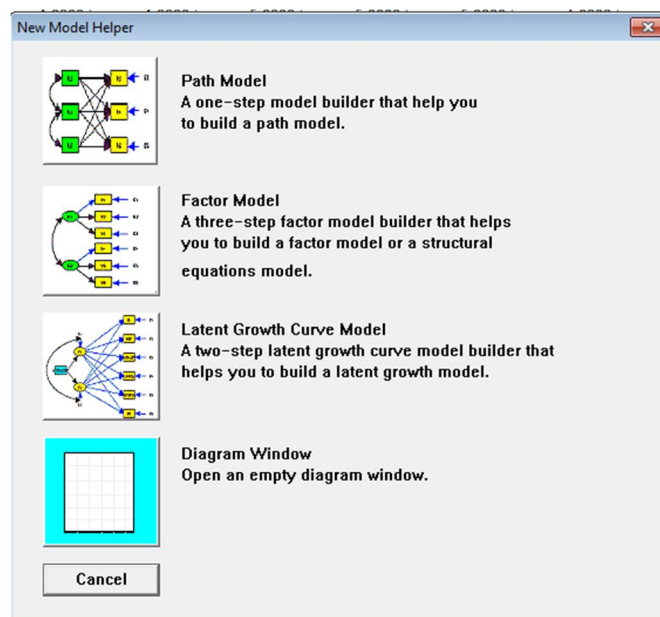 New Model Helper
Path Model
A one-step model builder that help you
to build a path model.
Factor Model
A three-step factor model builder that helps
you to build a factor model or a structural
equations model.
Latent Growth Curve Model
A two-step latent growth curve model builder that
helps you to build a latent growth model.
Diagram Window
Open an empty diagram window.
Cancel